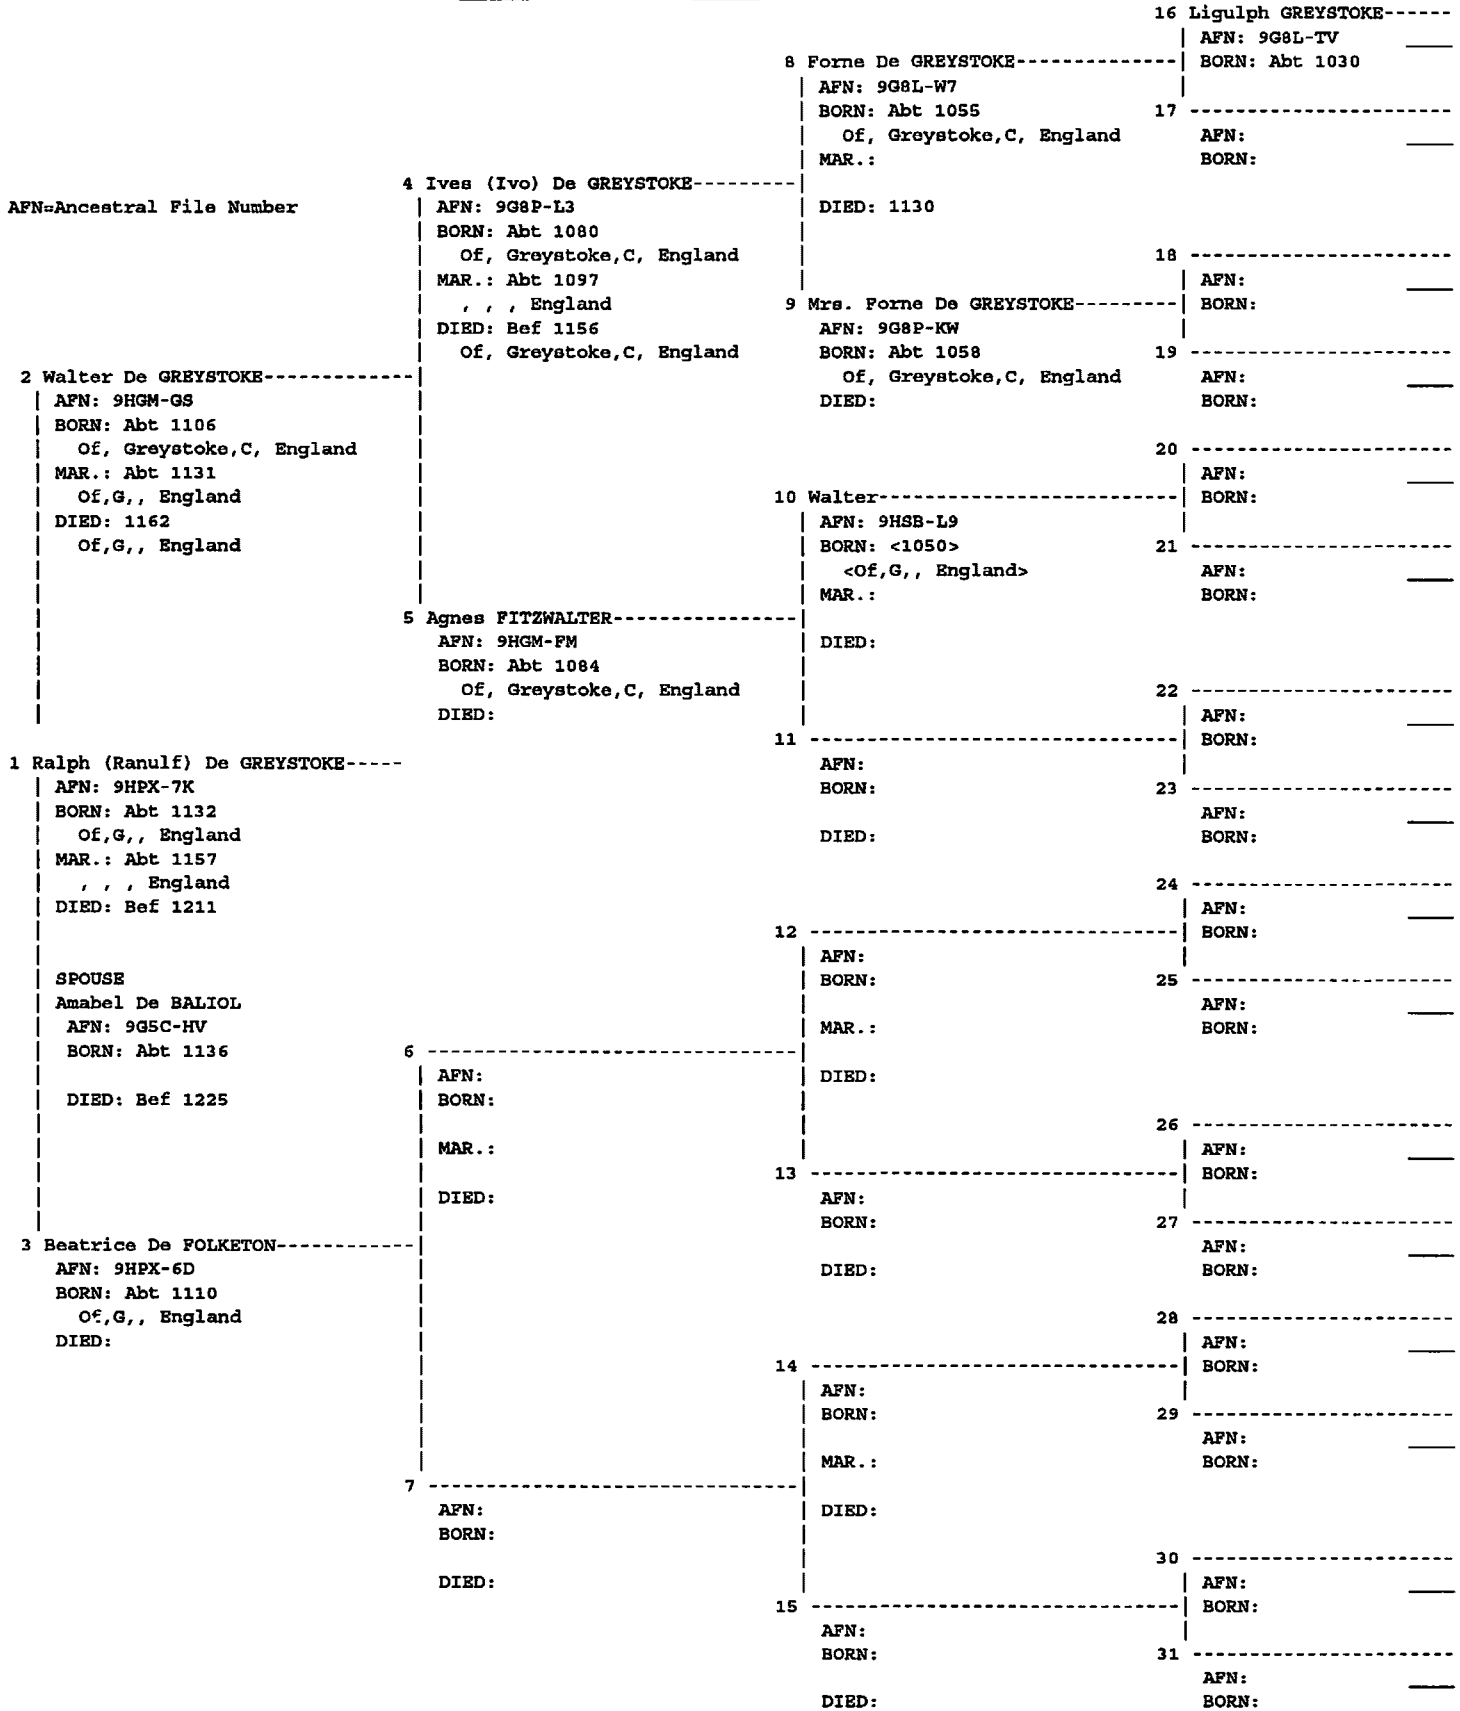 16 Ligulph GREYSTOKE------
AFN: 9G8L-TV
8 Forne De GREYSTOKE--------------| BORN: Abt 1030
AFN: 9G8L-W7
BORN: Abt 1055
17 ----------------------
Of, Greystoke,C, England
AFN:
MAR.:
BORN:
4 Ives (Ivo) De GREYSTOKE---------
AFN=Ancestral File Number
AFN: 9G8P-L3
DIED: 1130
BORN: Abt 1080
Of, Greystoke,C, England
18 ----------------------
MAR.: Abt 1097
AFN:
, , , England
9 Mrs. Forne De GREYSTOKE---------| BORN:
DIED: Bef 1156
AFN: 9G8P-KW
Of, Greystoke,C, England
BORN: Abt 1058
19 ----------------------
2 Walter De GREYSTOKE-------------
Of, Greystoke,C, England
AFN:
AFN: 9HGM-GS
DIED:
BORN:
BORN: Abt 1106
Of, Greystoke,C, England
20 ----------------------
MAR.: Abt 1131
AFN:
Of,G,, England
10 Walter-------------------------| BORN:
DIED: 1162
AFN: 9HSB-L9
Of,G,, England
BORN: <1050>
21 ----------------------
<Of,G,, England>
AFN:
MAR.:
BORN:
5 Agnes FITZWALTER----------------
AFN: 9HGM-FM
DIED:
BORN: Abt 1084
Of, Greystoke,C, England
22 ----------------------
DIED:
AFN:
11 -------------------------------| BORN:
1 Ralph (Ranulf) De GREYSTOKE-----
AFN:
AFN: 9HPX-7K
BORN:
23 ----------------------
BORN: Abt 1132
AFN:
Of,G,, England
DIED:
BORN:
MAR.: Abt 1157
, , , England
24 ----------------------
DIED: Bef 1211
AFN:
12 -------------------------------| BORN:
AFN:
SPOUSE
BORN:
25 ----------------------
Amabel De BALIOL
AFN:
AFN: 9G5C-HV
MAR.:
BORN:
BORN: Abt 1136
6 -------------------------------
AFN:
DIED:
DIED: Bef 1225
BORN:
26 ----------------------
MAR.:
AFN:
13 -------------------------------| BORN:
DIED:
AFN:
BORN:
27 ----------------------
3 Beatrice De FOLKETON------------
AFN:
AFN: 9HPX-6D
DIED:
BORN:
BORN: Abt 1110
Of,G,, England
28 ----------------------
DIED:
AFN:
14 -------------------------------| BORN:
AFN:
BORN:
29 ----------------------
AFN:
MAR.:
BORN:
7 -------------------------------
AFN:
DIED:
BORN:
30 ----------------------
DIED:
AFN:
15 -------------------------------| BORN:
AFN:
BORN:
31 ----------------------
AFN:
DIED:
BORN: